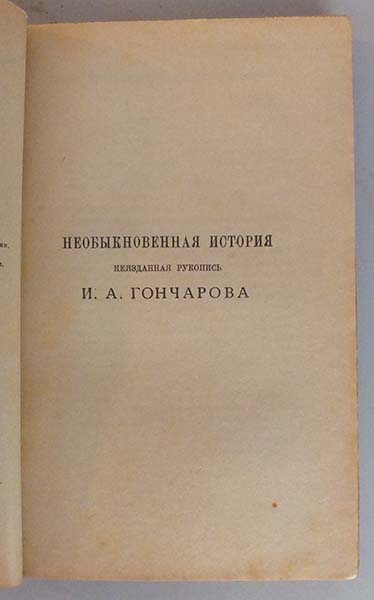 НЕОБЫКНОВЕННАЯ ИСТОРИЯ
НЕИЗДАННАЯ РУКОПИСЬ
И. А. ГОНЧАРОВА